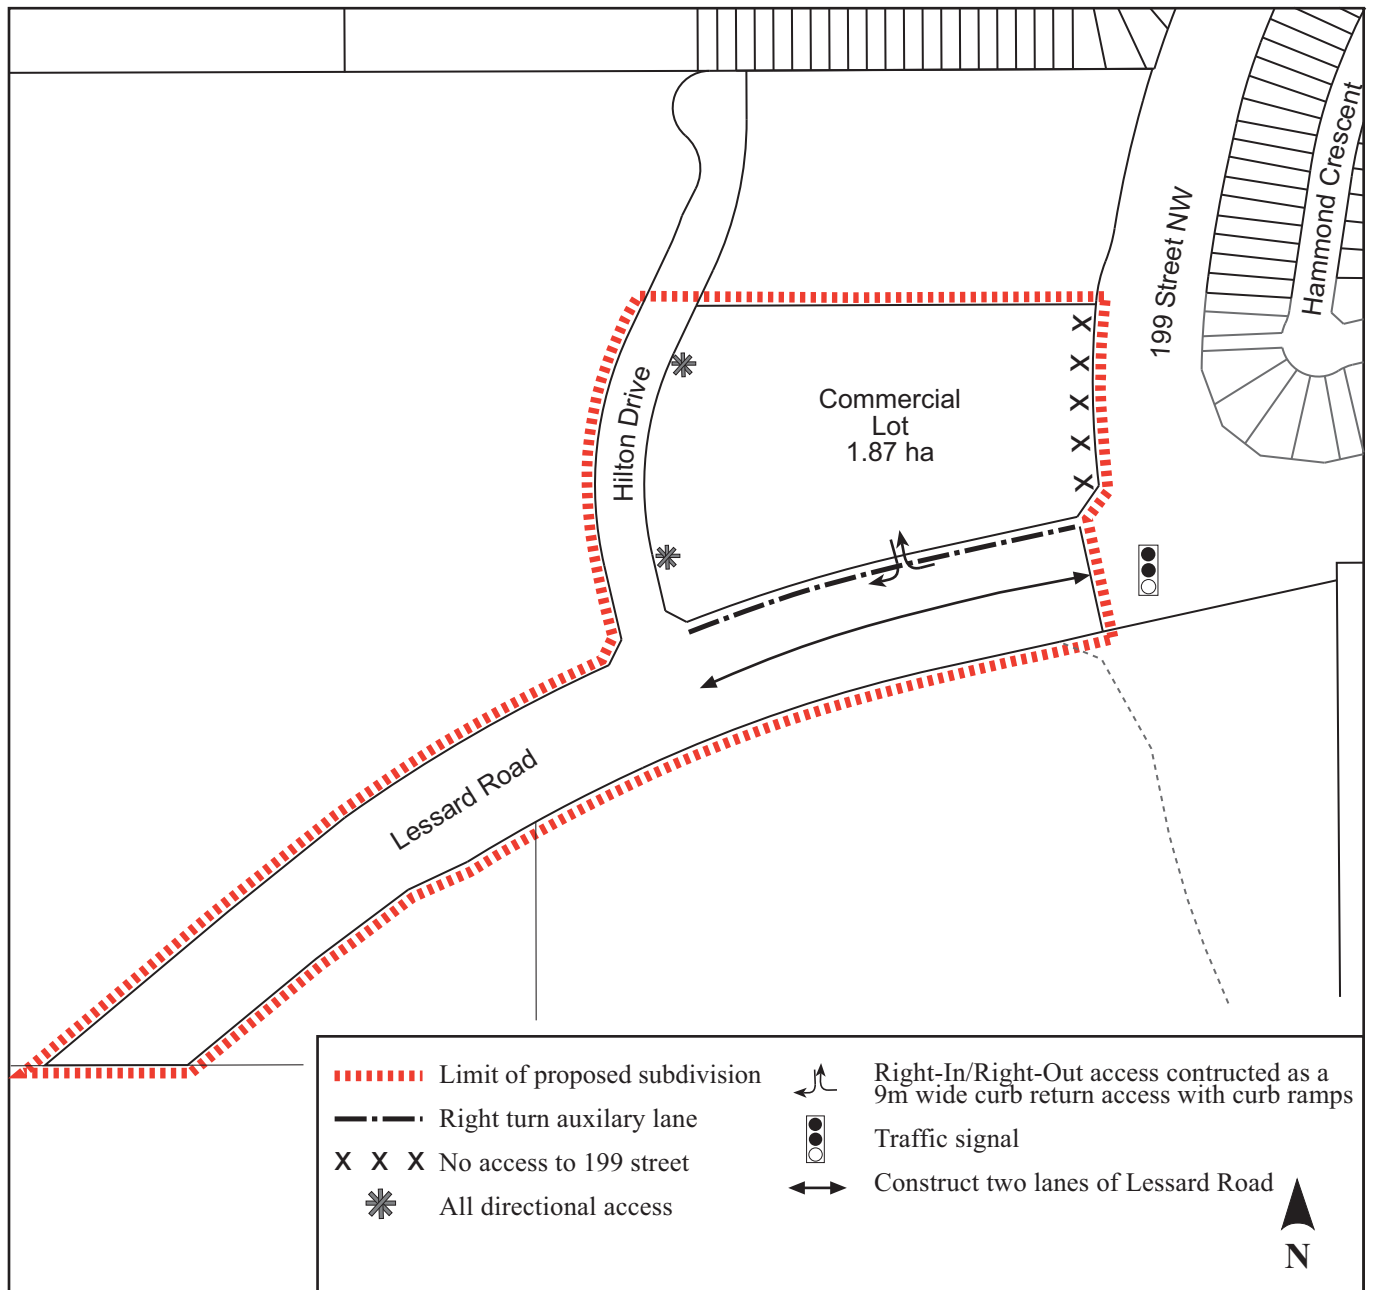 Hammond Crescent
199 Street NW
Hilton Drive
Commercial
Lot
1.87 ha
X
X
X
X
X
Lessard Road
Limit of proposed subdivision
Right turn auxilary lane
X X X No access to 199 street
All directional access
Right-In/Right-Out access contructed as a
9m wide curb return access with curb ramps
Traffic signal
Construct two lanes of Lessard Road
N